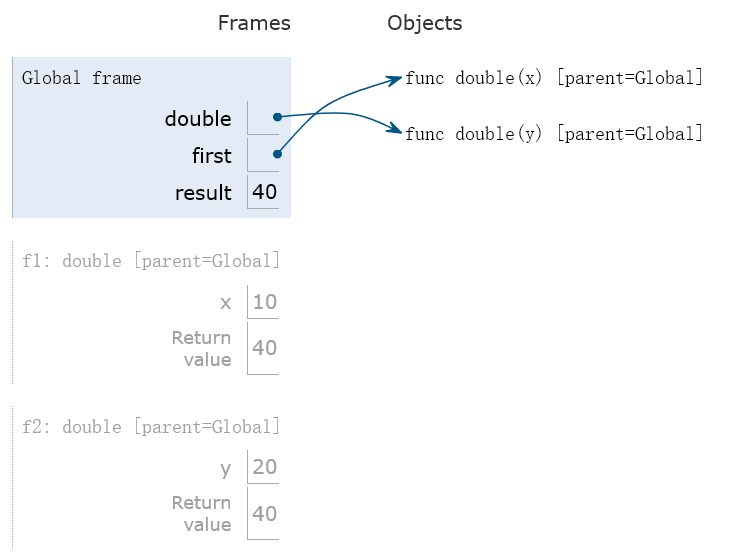 Frames Objects
Global frame
func double(x) [parent=Global]
double
func double(y) [parent=Global]
first
result 40
f1: double [parent=Global]
x 10
Return
value 40
f2: double [parent=Global]
y 20
Return
value 40